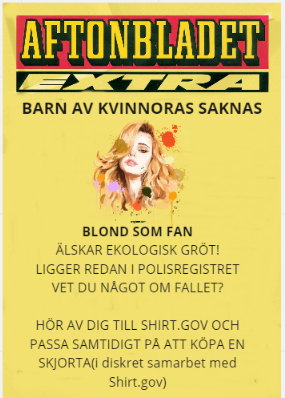 AFTONBLADET
EXTRA
BARN AV KVINNORAS SAKNAS
BLOND SOM FAN
ÄLSKAR EKOLOGISK GRÖT!
LIGGER REDAN I POLISREGISTRET
VET DU NÅGOT OM FALLET?
HÖR AV DIG TILL SHIRT.GOV OCH
PASSA SAMTIDIGT PÅ ATT KÖPA EN
SKJORTA(i diskret samarbet med
Shirt.gov)